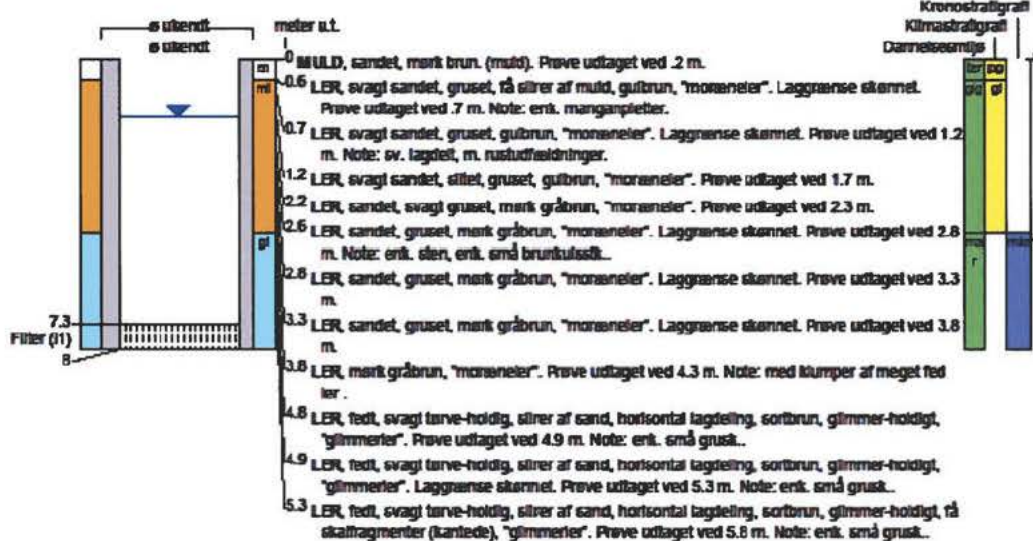 Kronostratigrafi
Klimastratigrafi
Dannelsesmiljø
ø ukendt
ø ukendt
meter u.t.
0 MULD, sandet, mørk brun. (muld). Prøve udtaget ved .2 m.
0.6 LER, svagt sandet, gruset, få slirer af muld, gulbrun, "moræneler". Laggrænse skønnet.
Prøve udtaget ved .7 m. Note: enk. manganpletter.
0.7 LER, svagt sandet, gruset, gulbrun, "moræneler". Laggrænse skønnet. Prøve udtaget ved 1.2
m. Note: sv. lagdelt, m. rustudfældninger.
1.2 LER, svagt sandet, siltet, gruset, gulbrun, "moræneler". Prøve udtaget ved 1.7 m.
2.2 LER, sandet, svagt gruset, mørk gråbrun, "moræneler". Prøve udtaget ved 2.3 m.
2.6 LER, sandet, gruset, mørk gråbrun, "moræneler". Laggrænse skønnet. Prøve udtaget ved 2.8
m. Note: enk. sten, enk. små brunkulsstk..
2.8 LER, sandet, gruset, mørk gråbrun, "moræneler". Laggrænse skønnet. Prøve udtaget ved 3.3
m.
3.3 LER, sandet, gruset, mørk gråbrun, "moræneler". Laggrænse skønnet. Prøve udtaget ved 3.8
m.
3.8 LER, mørk gråbrun, "moræneler". Prøve udtaget ved 4.3 m. Note: med klumper af meget fed
ler .
4.8 LER, fedt, svagt tørve-holdig, slirer af sand, horisontal lagdeling, sortbrun, glimmer-holdigt,
"glimmerler". Prøve udtaget ved 4.9 m. Note: enk. små grusk..
4.9 LER, fedt, svagt tørve-holdig, slirer af sand, horisontal lagdeling, sortbrun, glimmer-holdigt,
"glimmerler". Laggrænse skønnet. Prøve udtaget ved 5.3 m. Note: enk. små grusk..
5.3 LER, fedt, svagt tørve-holdig, slirer af sand, horisontal lagdeling, sortbrun, glimmer-holdigt, få
skalfragmenter (kantede), "glimmerler". Prøve udtaget ved 5.8 m. Note: enk. små grusk..
m
ml
gl
7.3
Filter (I1)
8
ter
pg
glg
gl
ma
r